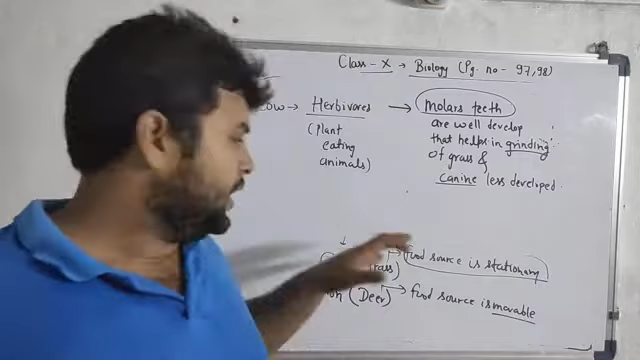 Class - X → Biology (Pg. no - 97,98)
ow → Herbivores → Molars teeth
(plant are well develop
eating that helps in grinding
animals) of grass &
canine less developed.
↓
rass) → food source is stationary
(Deer) → food source is movable